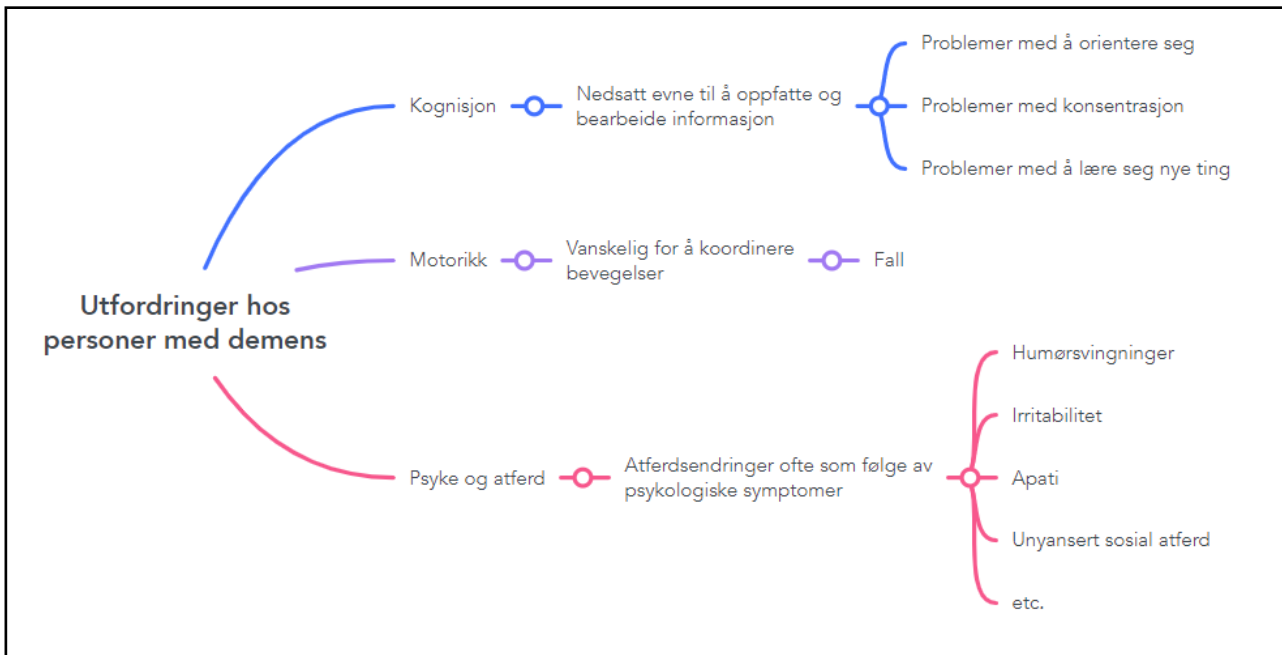 Utfordringer hos
personer med demens
Kognisjon
Nedsatt evne til å oppfatte og
bearbeide informasjon
Problemer med å orientere seg
Problemer med konsentrasjon
Problemer med å lære seg nye ting
Motorikk
Vanskelig for å koordinere
bevegelser
Fall
Psyke og atferd
Atferdsendringer ofte som følge av
psykologiske symptomer
Humørsvingninger
Irritabilitet
Apati
Unyansert sosial atferd
etc.